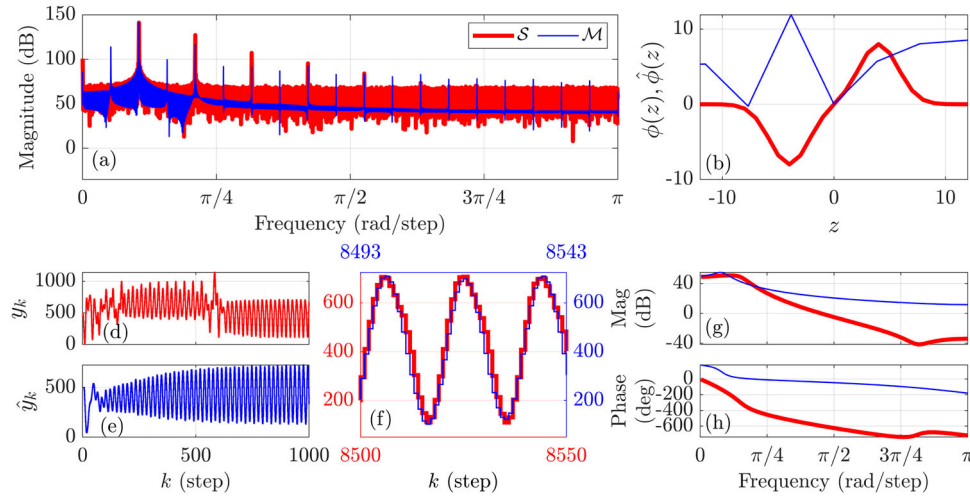 150
100
50
0
Magnitude (dB)
(a)
𝒮
ℳ
0
π/4
π/2
3π/4
π
Frequency (rad/step)
10
0
-10
ϕ(z), ϕ̂(z)
(b)
-10
0
10
z
1000
500
0
y_k
(d)
500
0
ŷ_k
(e)
0
500
1000
k (step)
8493
8543
600
400
200
600
400
200
(f)
8500
8550
k (step)
40
0
-40
Mag
(dB)
(g)
0
-200
-400
-600
Phase
(deg)
(h)
0
π/4
π/2
3π/4
π
Frequency (rad/step)